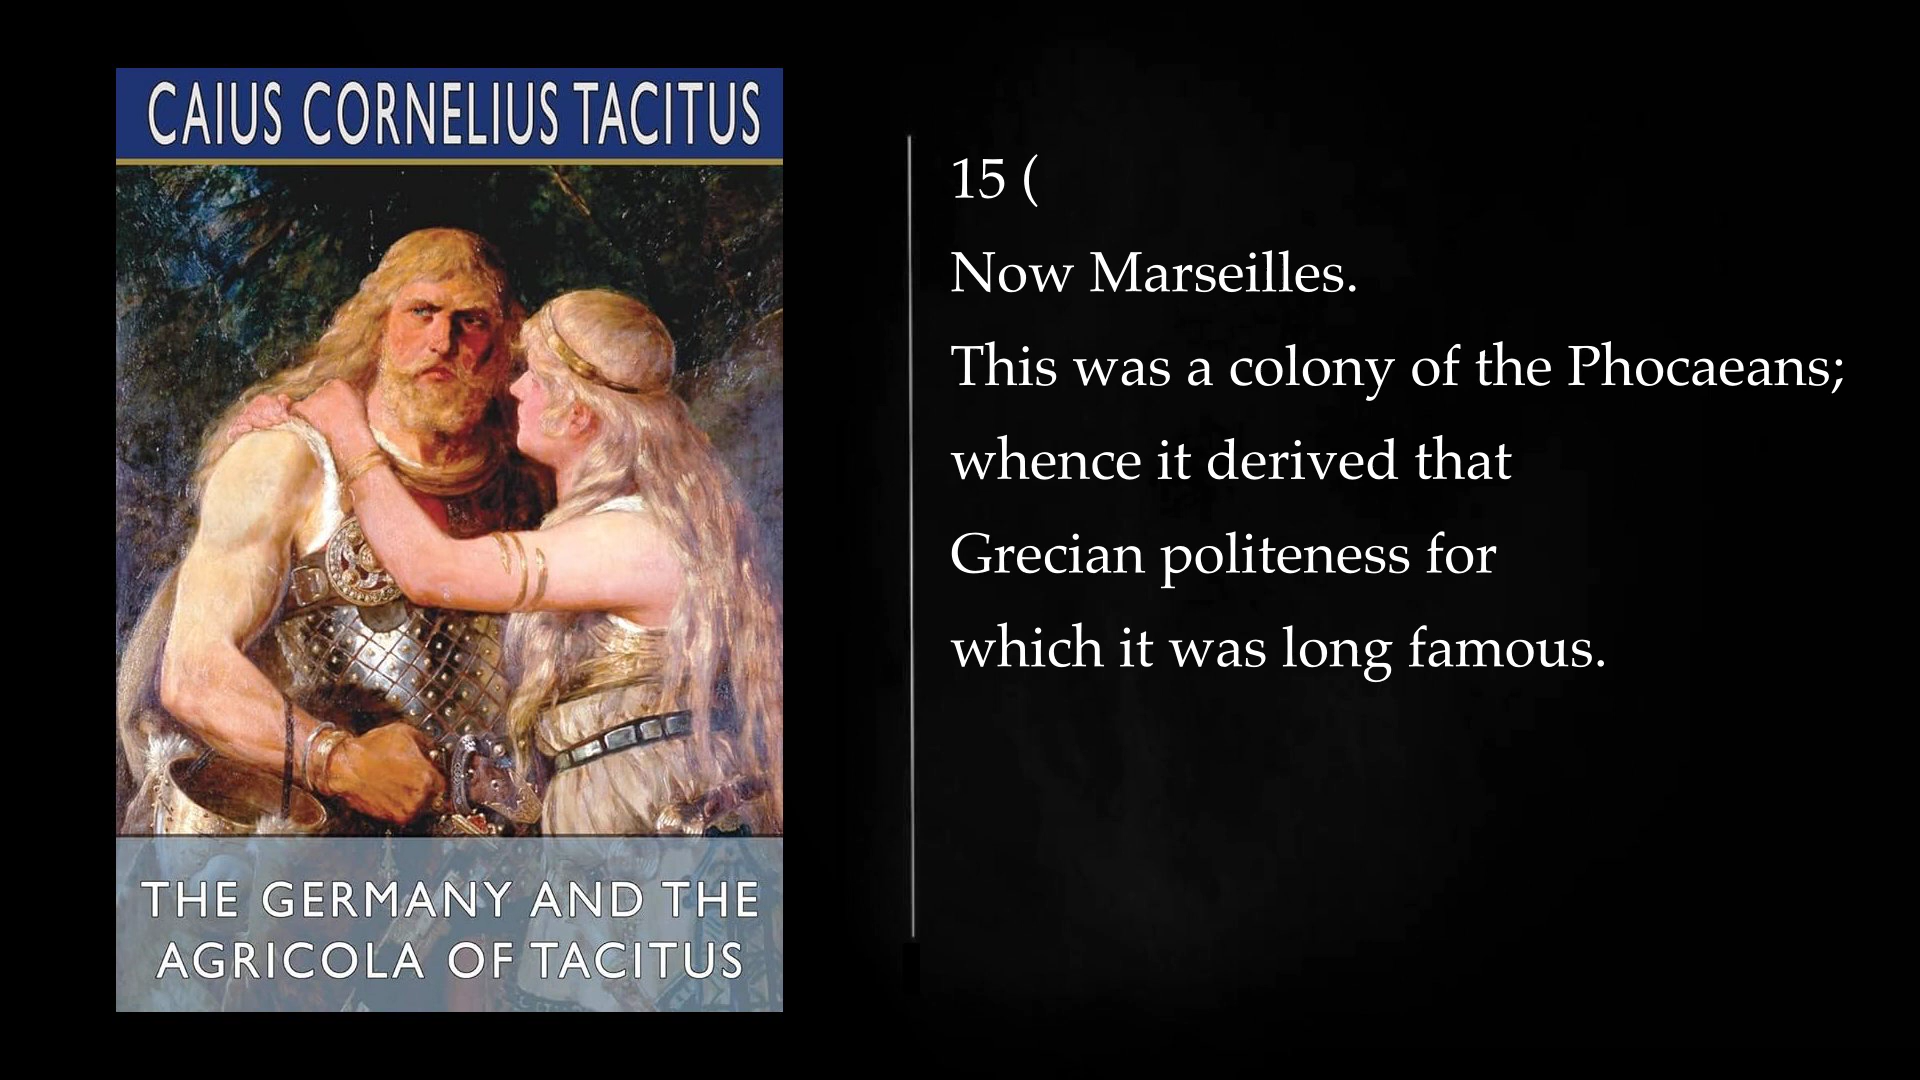 CAIUS CORNELIUS TACITUS
THE GERMANY AND THE
AGRICOLA OF TACITUS
15 (
Now Marseilles.
This was a colony of the Phocaeans;
whence it derived that
Grecian politeness for
which it was long famous.